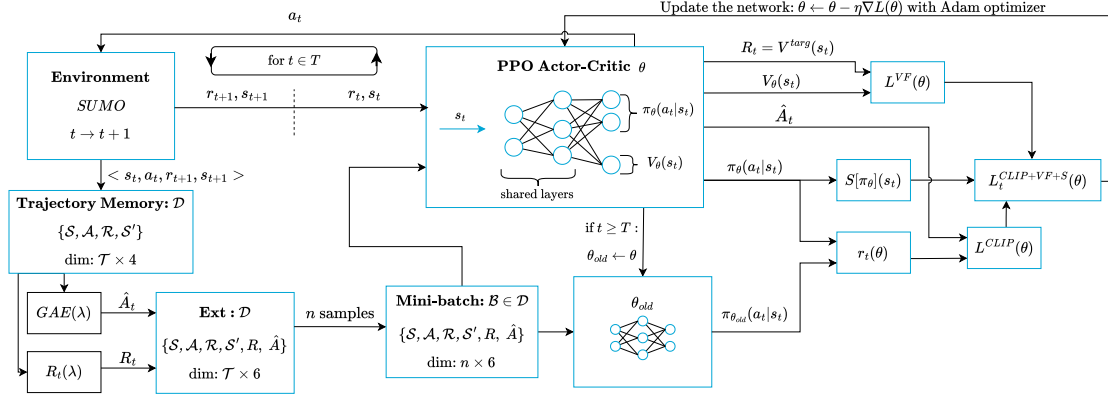 a_t
Update the network: θ ← θ − η∇L(θ) with Adam optimizer
Environment
SUMO
t → t + 1
for t ∈ T
r_{t+1}, s_{t+1}
r_t, s_t
PPO Actor-Critic θ
s_t
π_θ(a_t|s_t)
V_θ(s_t)
shared layers
R_t = V^{targ}(s_t)
V_θ(s_t)
Â_t
L^{VF}(θ)
π_θ(a_t|s_t)
S[π_θ](s_t)
L_t^{CLIP+VF+S}(θ)
r_t(θ)
L^{CLIP}(θ)
< s_t, a_t, r_{t+1}, s_{t+1} >
Trajectory Memory: 𝒟
{𝒮, 𝒜, ℛ, 𝒮′}
dim: 𝒯 × 4
GAE(λ)
Â_t
R_t(λ)
R_t
Ext : 𝒟
{𝒮, 𝒜, ℛ, 𝒮′, R, Â}
dim: 𝒯 × 6
n samples
Mini-batch: ℬ ∈ 𝒟
{𝒮, 𝒜, ℛ, 𝒮′, R, Â}
dim: n × 6
if t ≥ T :
θ_{old} ← θ
θ_{old}
π_{θ_{old}}(a_t|s_t)